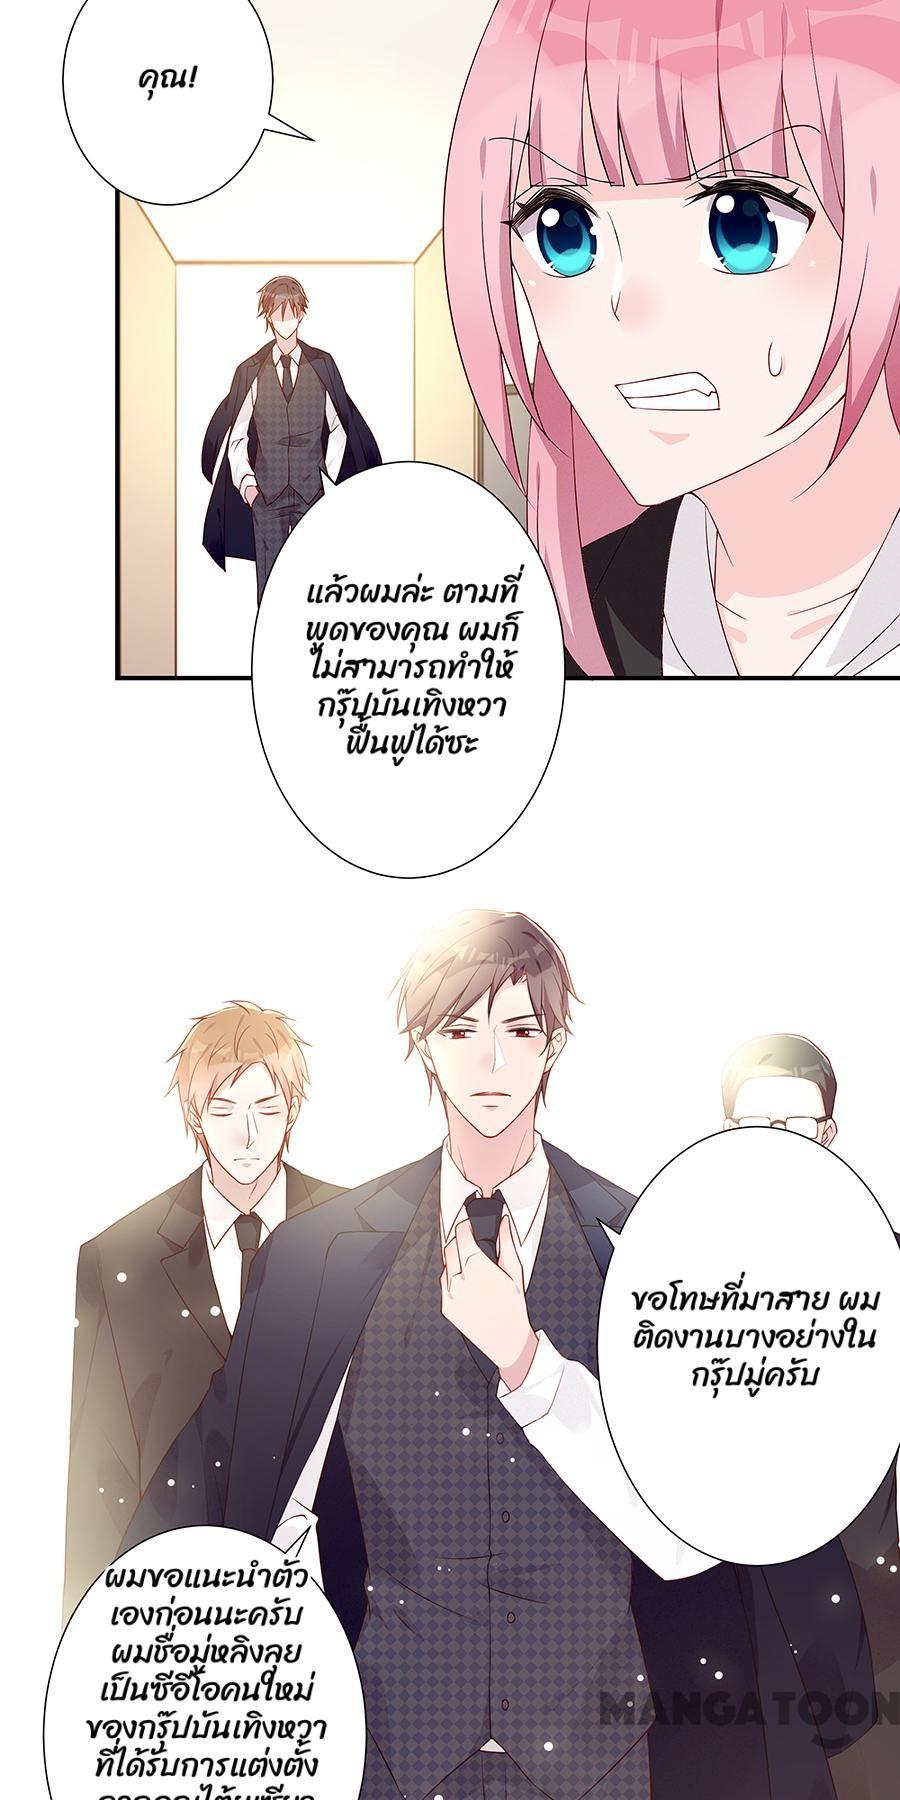 คุณ!
แล้วผมล่ะ ตามที่
พูดของคุณ ผมก็
ไม่สามารถทำให้
กรุ๊ปบันเทิงหวา
ฟื้นฟูได้ซะ
ขอโทษที่มาสาย ผม
ติดงานบางอย่างใน
กรุ๊ปมู่ครับ
ผมขอแนะนำตัว
เองก่อนนะครับ
ผมชื่อมู่หลิงลุย
เป็นซีอีโอคนใหม่
ของกรุ๊ปบันเทิงหวา
ที่ได้รับการแต่งตั้ง
MANGATOON